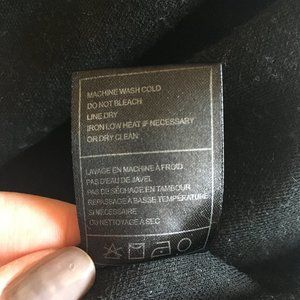 MACHINE WASH COLD
DO NOT BLEACH
LINE DRY
IRON LOW HEAT IF NECESSARY
OR DRY CLEAN
LAVAGE EN MACHINE À FROID
PAS D'EAU DE JAVEL
PAS DE SÉCHAGE EN TAMBOUR
REPASSAGE À BASSE TEMPÉRATURE
SI NÉCESSAIRE
OU NETTOYAGE À SEC